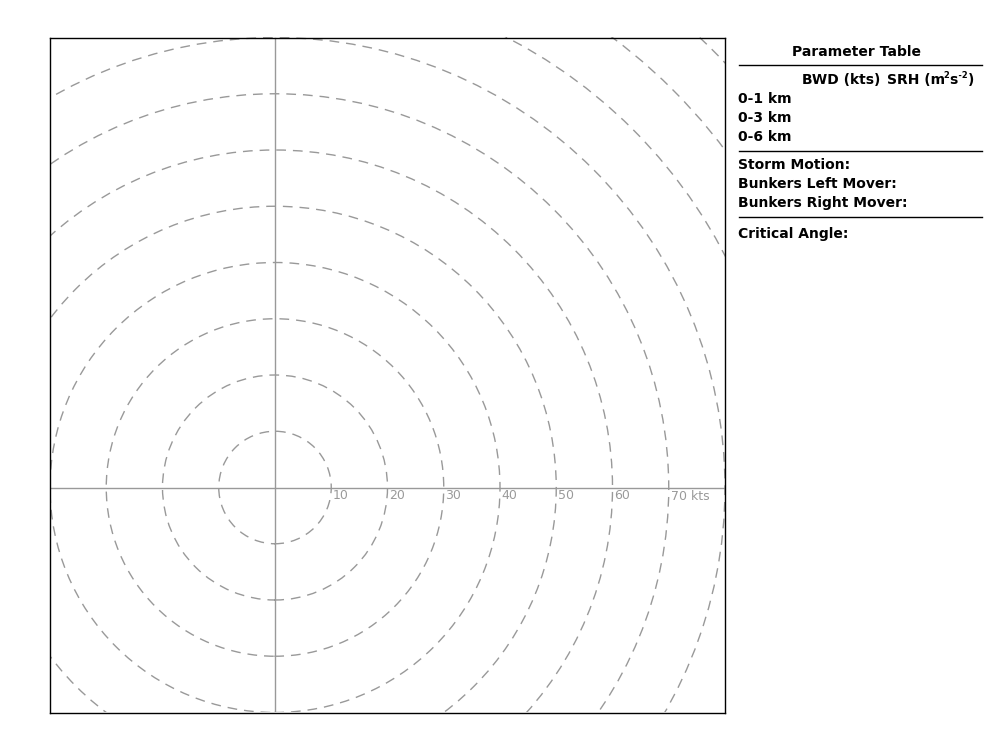 Parameter Table
BWD (kts) SRH (m²s⁻²)
0-1 km
0-3 km
0-6 km
Storm Motion:
Bunkers Left Mover:
Bunkers Right Mover:
Critical Angle:
10 20 30 40 50 60 70 kts